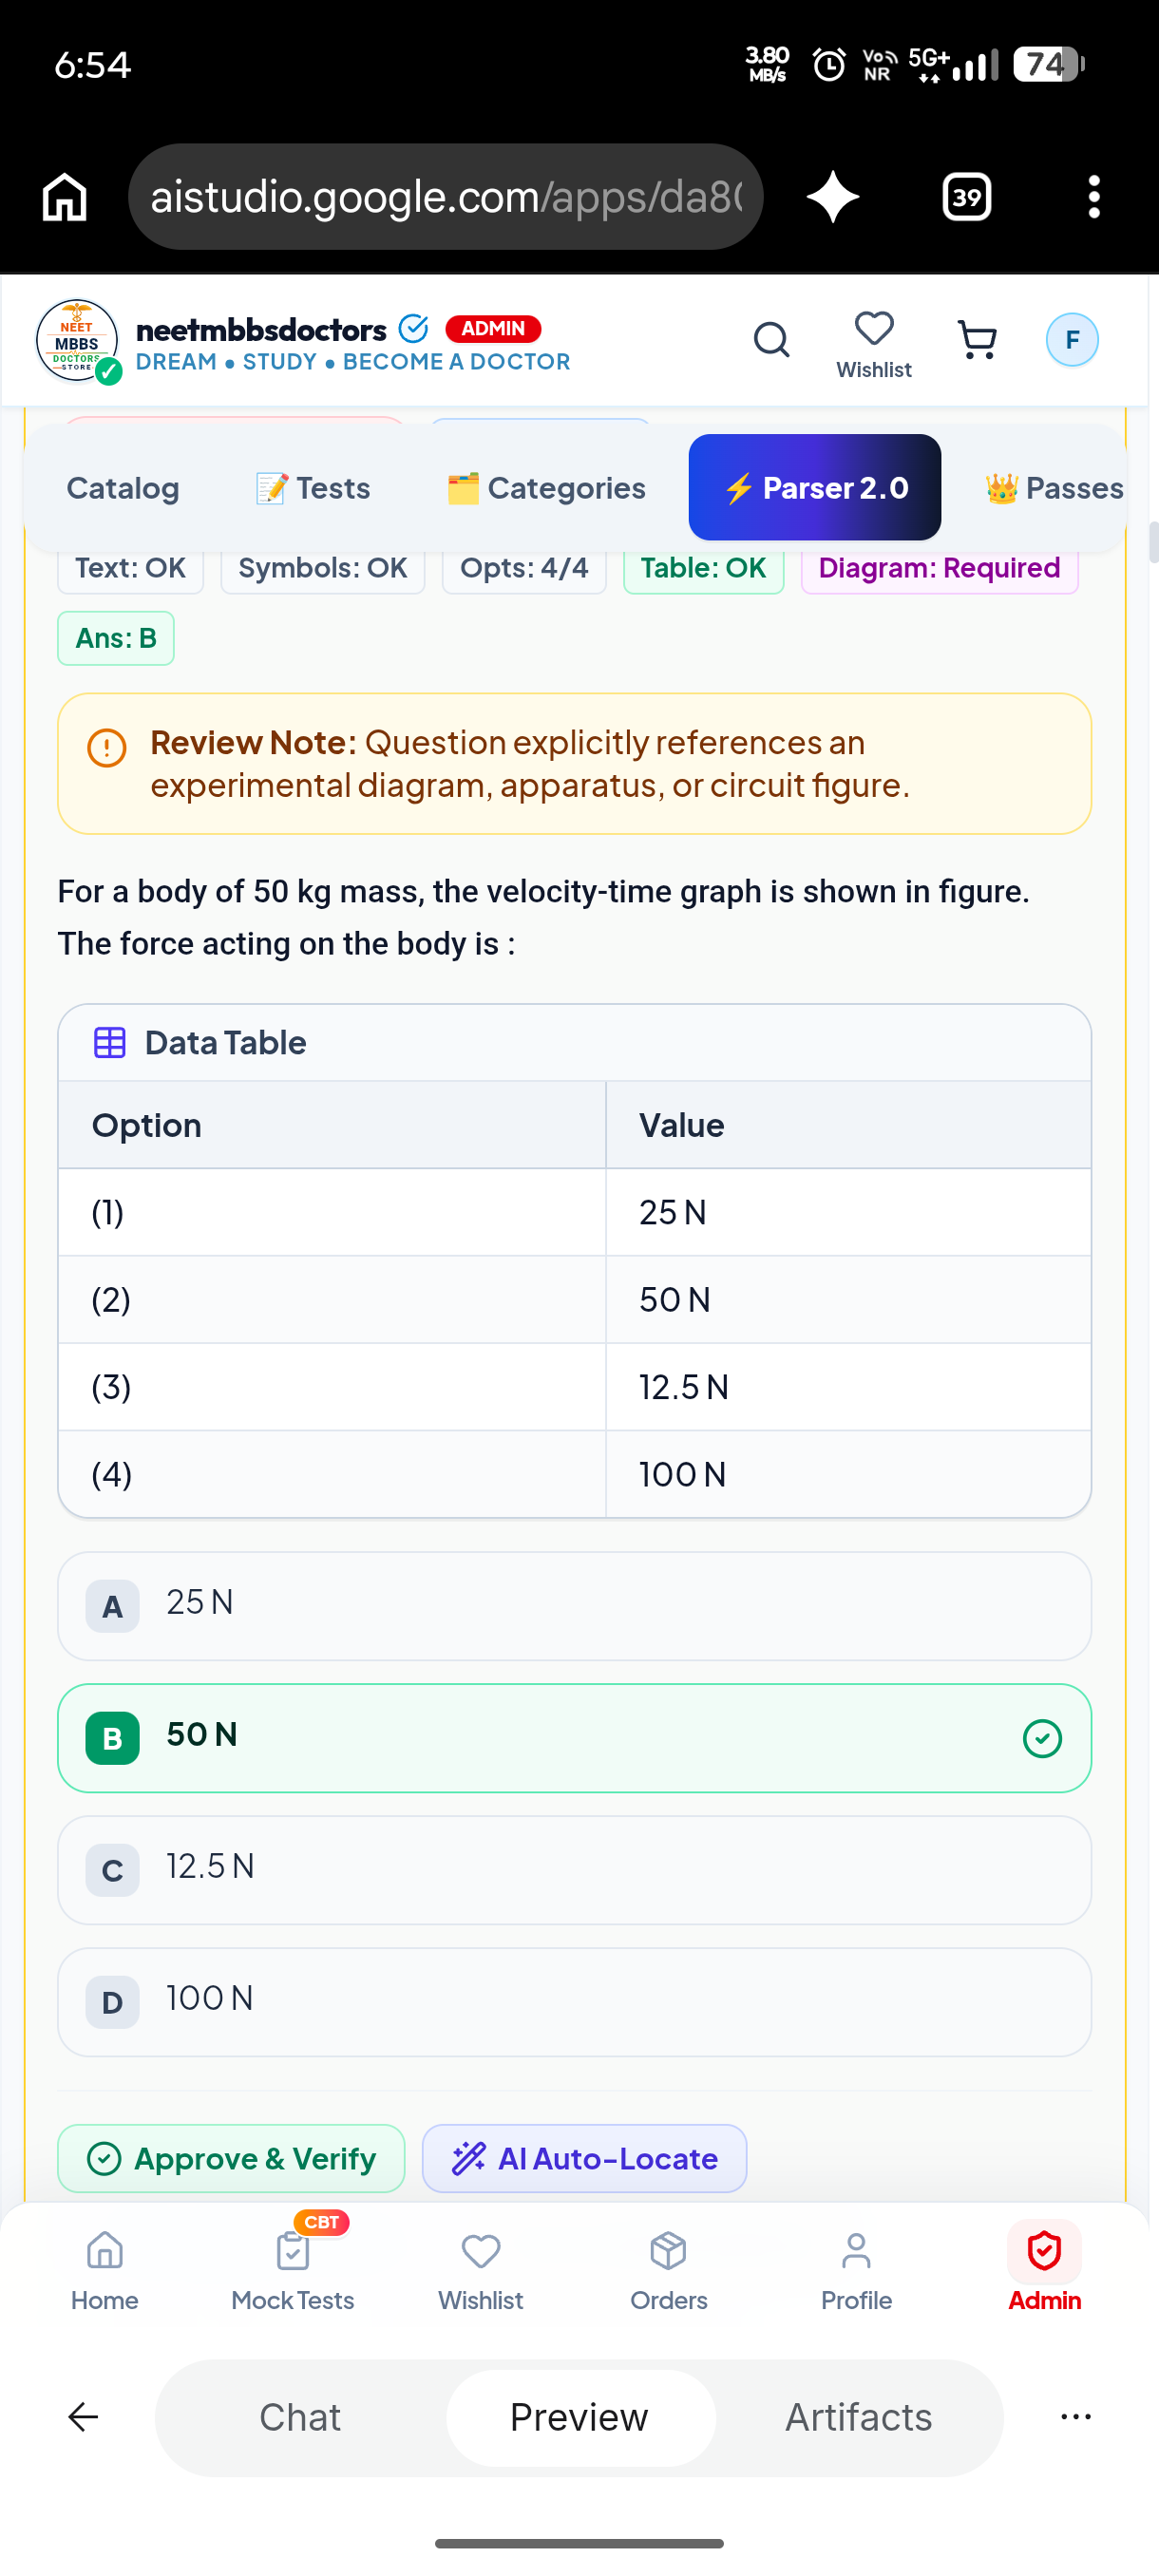 6:54
3.80
MB/s
Vo
NR
5G+
74
aistudio.google.com/apps/da8
39
NEET
MBBS
DOCTORS
STORE
neetmbbsdoctors
ADMIN
DREAM • STUDY • BECOME A DOCTOR
Wishlist
F
Catalog
📝 Tests
🗂️ Categories
⚡ Parser 2.0
👑 Passes
Text: OK
Symbols: OK
Opts: 4/4
Table: OK
Diagram: Required
Ans: B
Review Note: Question explicitly references an
experimental diagram, apparatus, or circuit figure.
For a body of 50 kg mass, the velocity-time graph is shown in figure.
The force acting on the body is :
Data Table
Option Value
(1) 25 N
(2) 50 N
(3) 12.5 N
(4) 100 N
A 25 N
B 50 N
C 12.5 N
D 100 N
Approve & Verify
AI Auto-Locate
CBT
Home
Mock Tests
Wishlist
Orders
Profile
Admin
Chat
Preview
Artifacts